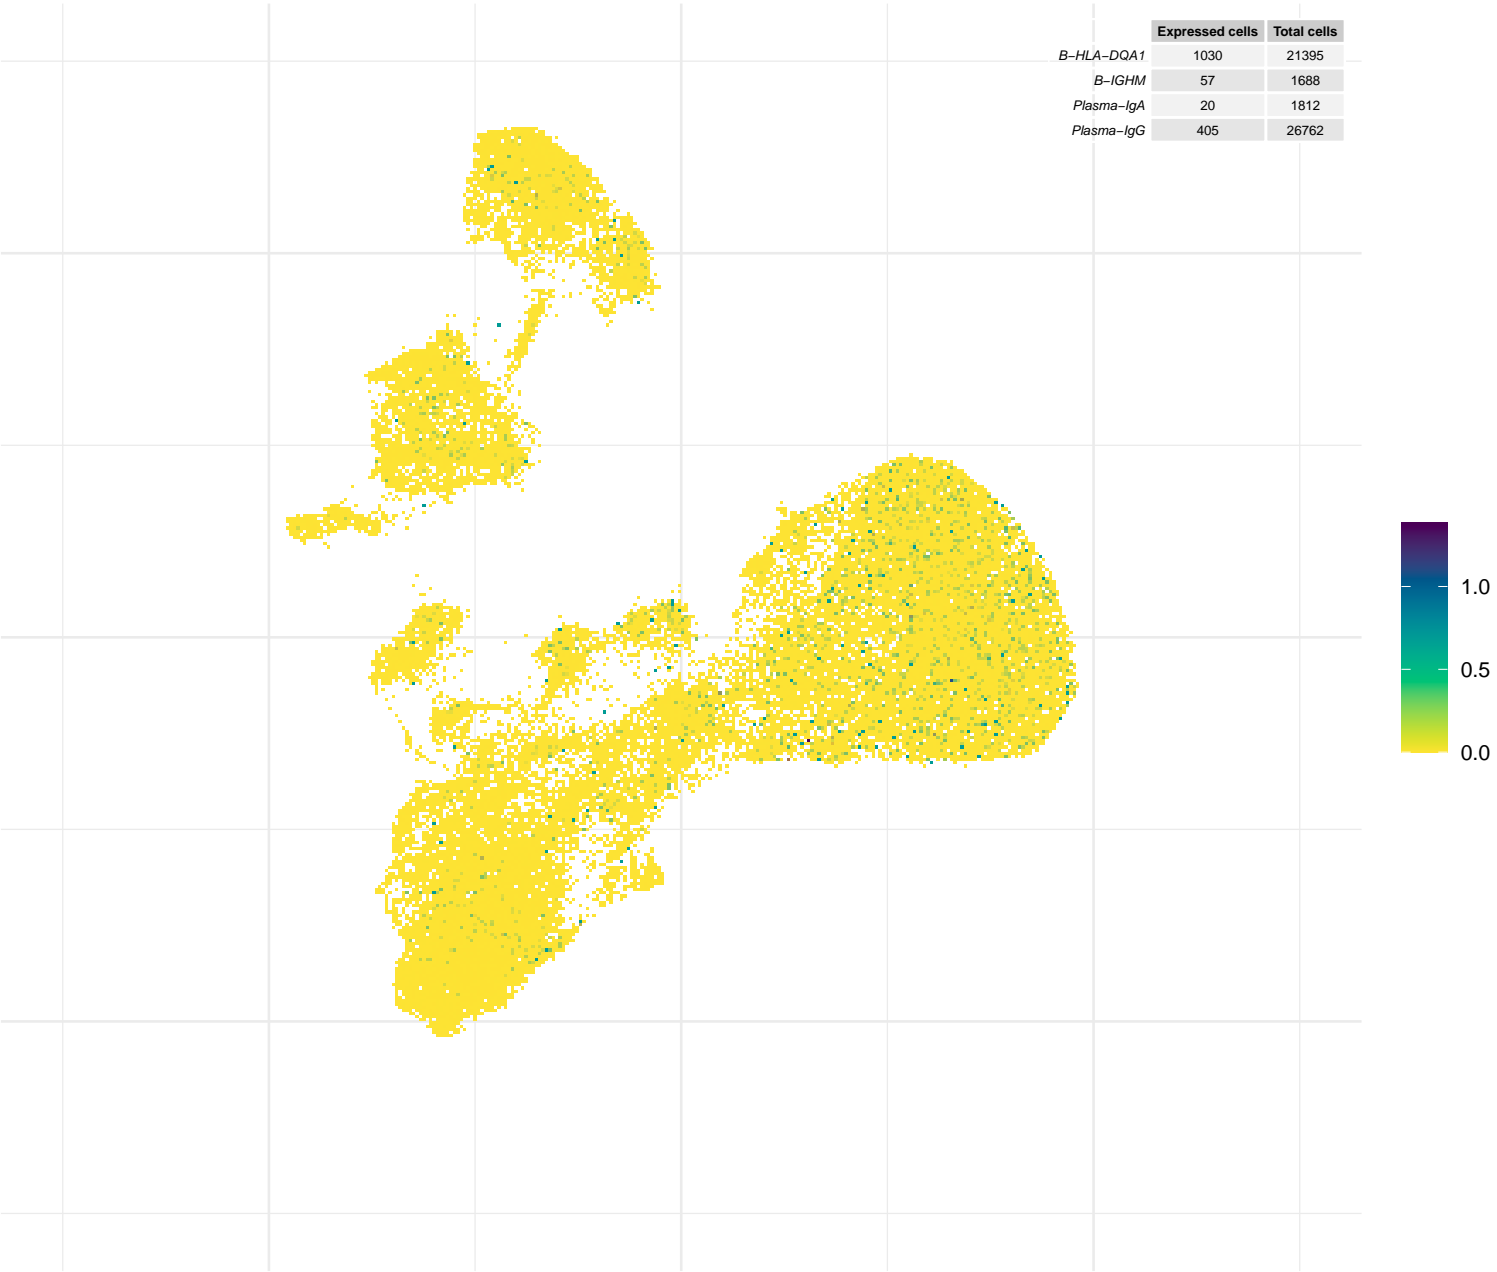 Expressed cells Total cells
B−HLA−DQA1 1030 21395
B−IGHM 57 1688
Plasma−IgA 20 1812
Plasma−IgG 405 26762
1.0
0.5
0.0